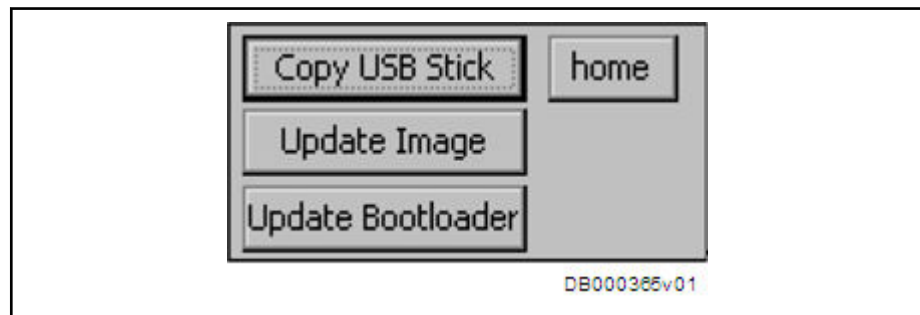 Copy USB Stick
home
Update Image
Update Bootloader
DB000365v01